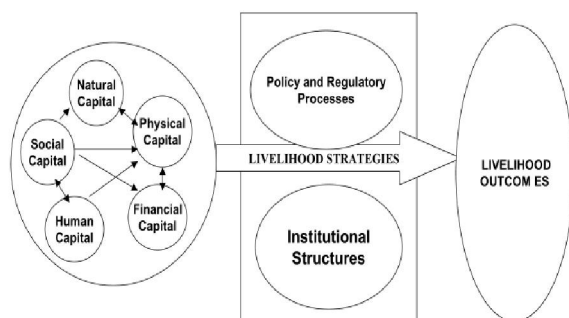 Natural
Capital
Physical
Capital
Social
Capital
Human
Capital
Financial
Capital
Policy and Regulatory
Processes
LIVELIHOOD STRATEGIES
Institutional
Structures
LIVELIHOOD
OUTCOM ES